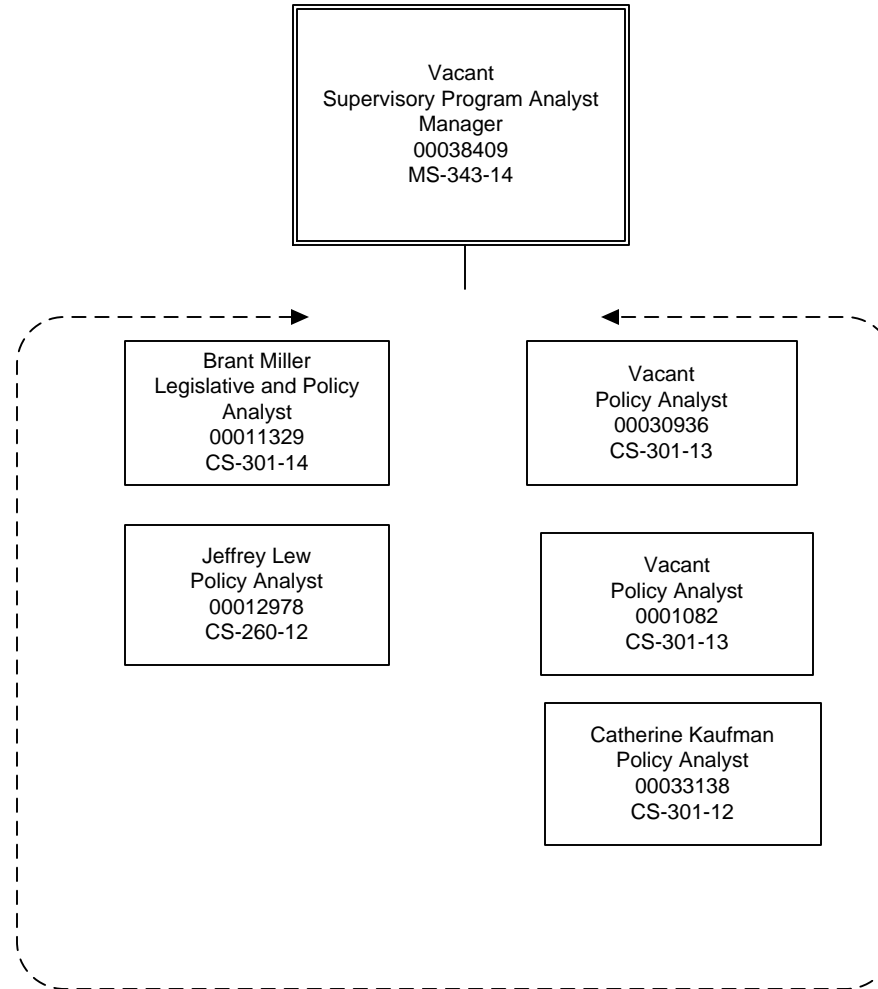 Vacant
Supervisory Program Analyst
Manager
00038409
MS-343-14
Brant Miller
Legislative and Policy
Analyst
00011329
CS-301-14
Vacant
Policy Analyst
00030936
CS-301-13
Jeffrey Lew
Policy Analyst
00012978
CS-260-12
Vacant
Policy Analyst
0001082
CS-301-13
Catherine Kaufman
Policy Analyst
00033138
CS-301-12